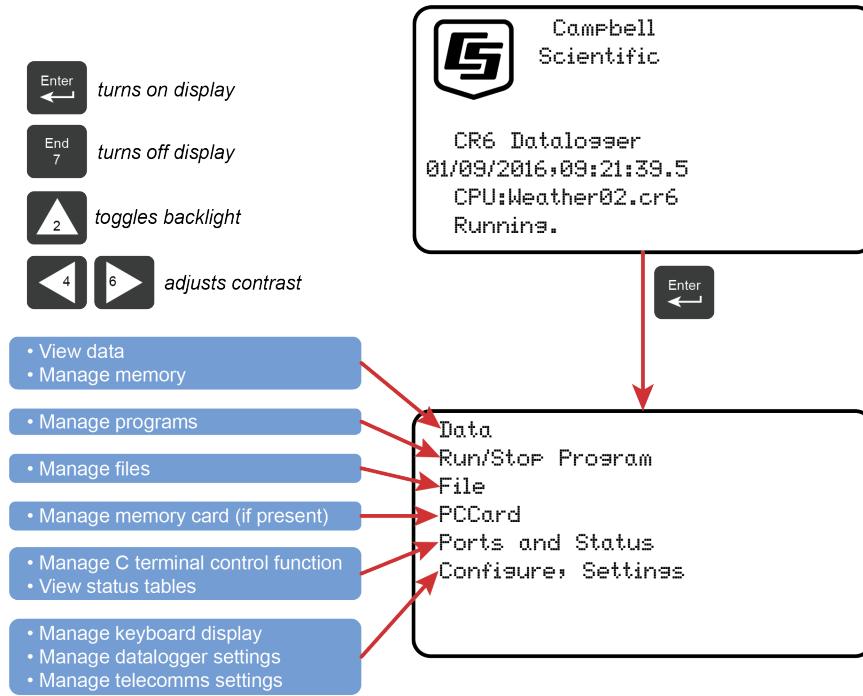 Enter
turns on display
End
7
turns off display
2
toggles backlight
4
6
adjusts contrast
CS
Campbell
Scientific
CR6 Datalogger
01/09/2016,09:21:39.5
CPU:Weather02.cr6
Running.
Enter
• View data
• Manage memory
• Manage programs
• Manage files
• Manage memory card (if present)
• Manage C terminal control function
• View status tables
• Manage keyboard display
• Manage datalogger settings
• Manage telecomms settings
Data
Run/Stop Program
File
PCCard
Ports and Status
Configure, Settings